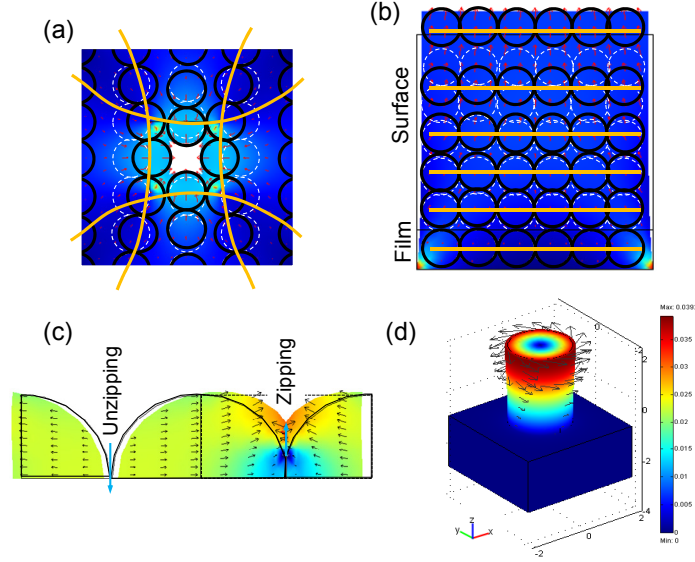 (a)
(b)
Surface
Film
(c)
Unzipping
Zipping
(d)
Max: 0.039
0.035
0.03
0.025
0.02
0.015
0.01
0.005
0
Min: 0
0
2
0
-2
-4
2
0
-2
z
y
x